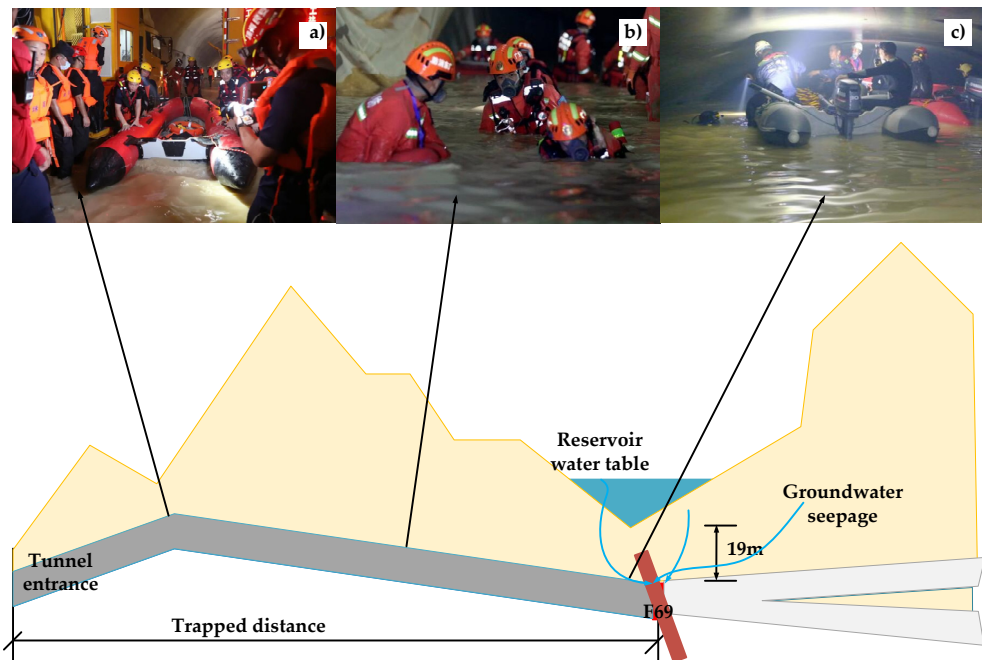 a)
b)
c)
Reservoir
water table
Groundwater
seepage
19m
Tunnel
entrance
F69
Trapped distance